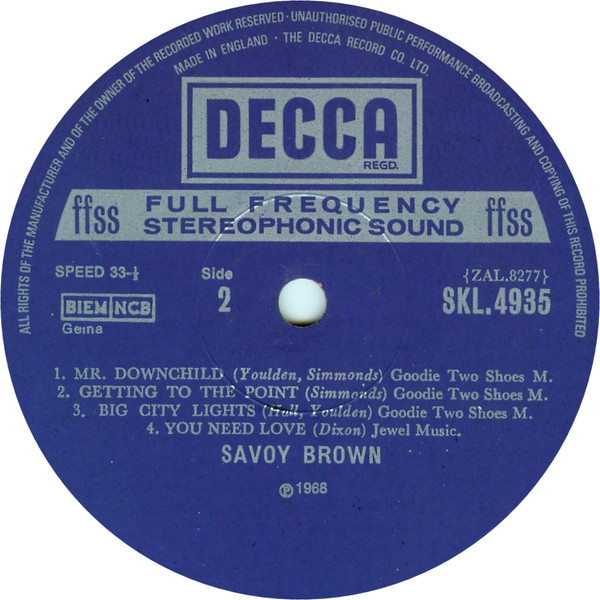 ALL RIGHTS OF THE MANUFACTURER AND OF THE OWNER OF THE RECORDED WORK RESERVED · UNAUTHORISED PUBLIC PERFORMANCE BROADCASTING AND COPYING OF THIS RECORD PROHIBITED
MADE IN ENGLAND · THE DECCA RECORD CO. LTD.
DECCA
REGD.
ffss FULL FREQUENCY ffss
STEREOPHONIC SOUND
SPEED 33-⅓ Side {ZAL.8277}
BIEM NCB 2 SKL.4935
Gema
1. MR. DOWNCHILD (Youlden, Simmonds) Goodie Two Shoes M.
2. GETTING TO THE POINT (Simmonds) Goodie Two Shoes M.
3. BIG CITY LIGHTS (Hall, Youlden) Goodie Two Shoes M.
4. YOU NEED LOVE (Dixon) Jewel Music.
SAVOY BROWN
℗ 1968